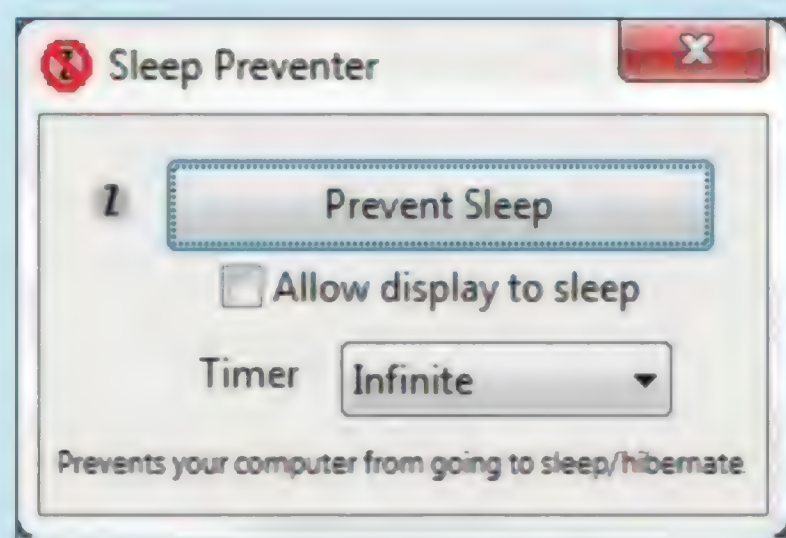 Sleep Preventer
Z Prevent Sleep
Allow display to sleep
Timer Infinite
Prevents your computer from going to sleep/hibernate